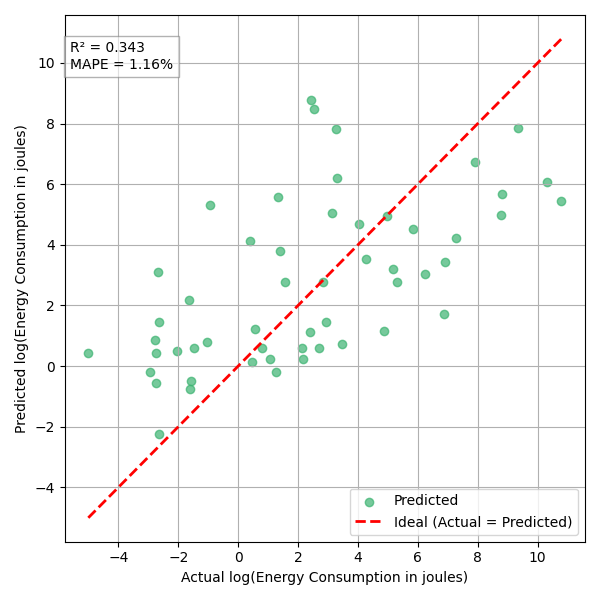 R² = 0.343
MAPE = 1.16%
10
8
6
4
2
0
−2
−4
Predicted log(Energy Consumption in joules)
Predicted
Ideal (Actual = Predicted)
−4 −2 0 2 4 6 8 10
Actual log(Energy Consumption in joules)